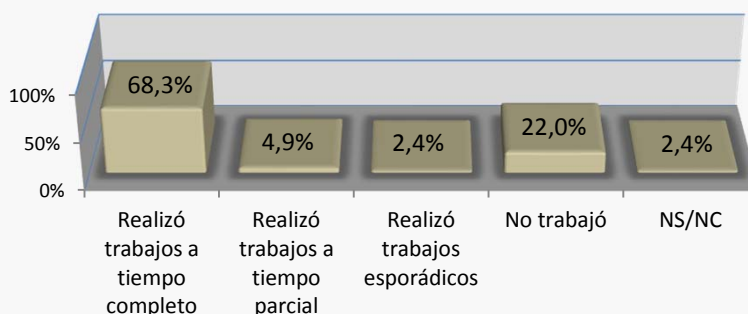 100%
50%
0%
68,3%
4,9%
2,4%
22,0%
2,4%
Realizó
trabajos a
tiempo
completo
Realizó
trabajos a
tiempo
parcial
Realizó
trabajos
esporádicos
No trabajó
NS/NC